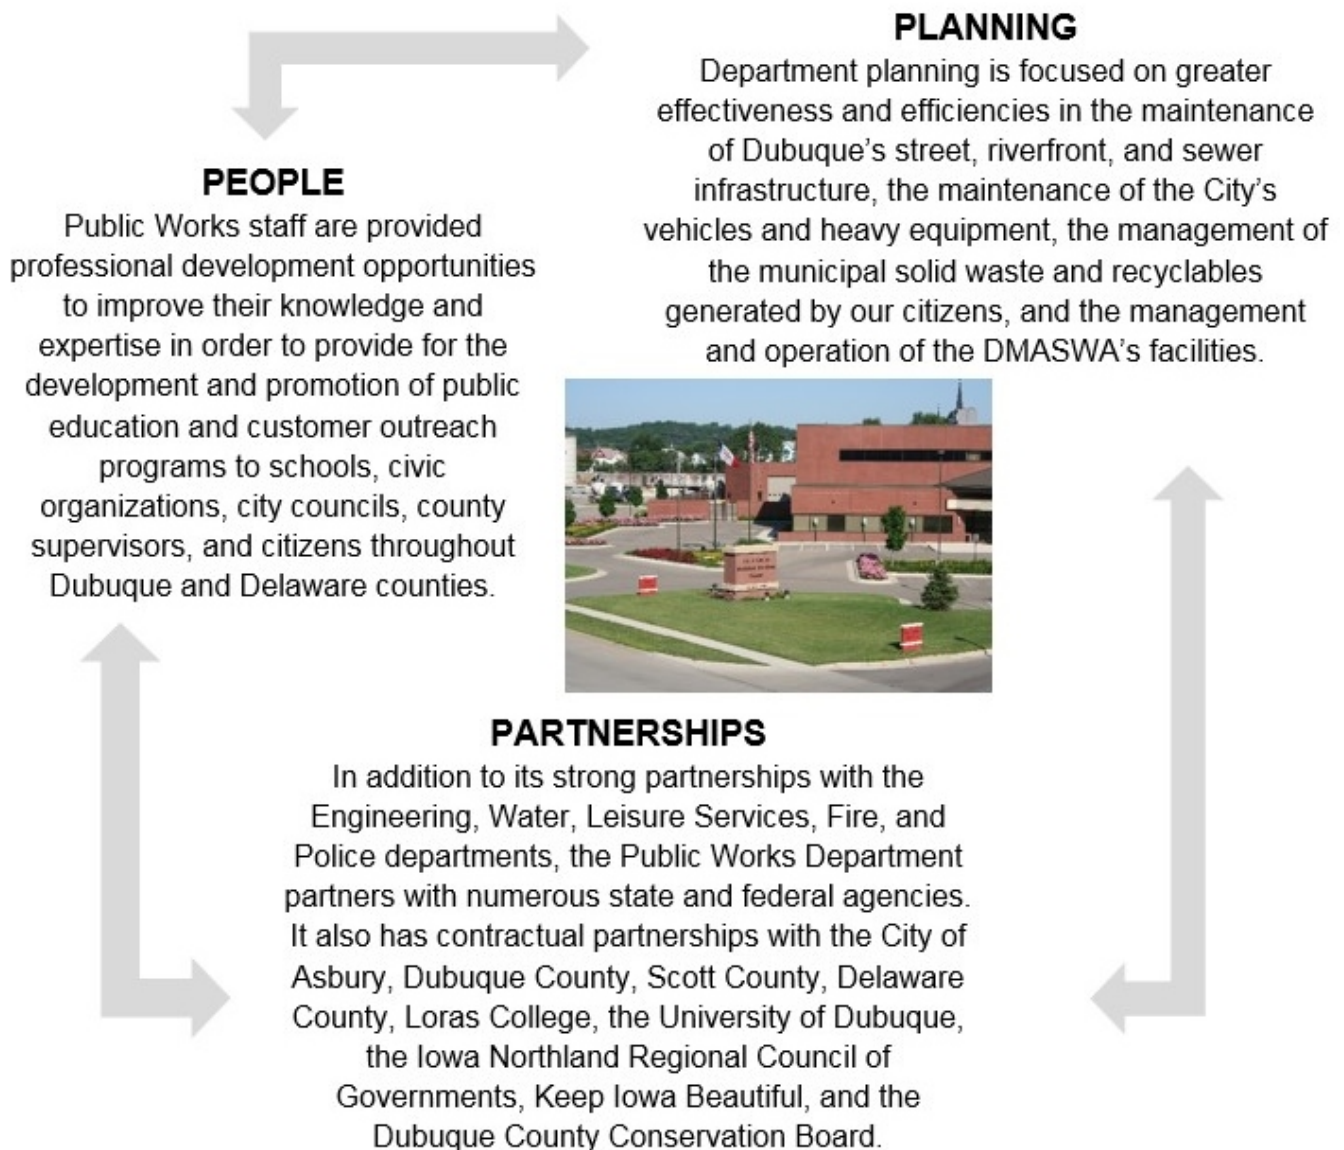 PLANNING
Department planning is focused on greater
effectiveness and efficiencies in the maintenance
of Dubuque’s street, riverfront, and sewer
infrastructure, the maintenance of the City’s
vehicles and heavy equipment, the management of
the municipal solid waste and recyclables
generated by our citizens, and the management
and operation of the DMASWA’s facilities.
PEOPLE
Public Works staff are provided
professional development opportunities
to improve their knowledge and
expertise in order to provide for the
development and promotion of public
education and customer outreach
programs to schools, civic
organizations, city councils, county
supervisors, and citizens throughout
Dubuque and Delaware counties.
PARTNERSHIPS
In addition to its strong partnerships with the
Engineering, Water, Leisure Services, Fire, and
Police departments, the Public Works Department
partners with numerous state and federal agencies.
It also has contractual partnerships with the City of
Asbury, Dubuque County, Scott County, Delaware
County, Loras College, the University of Dubuque,
the Iowa Northland Regional Council of
Governments, Keep Iowa Beautiful, and the
Dubuque County Conservation Board.